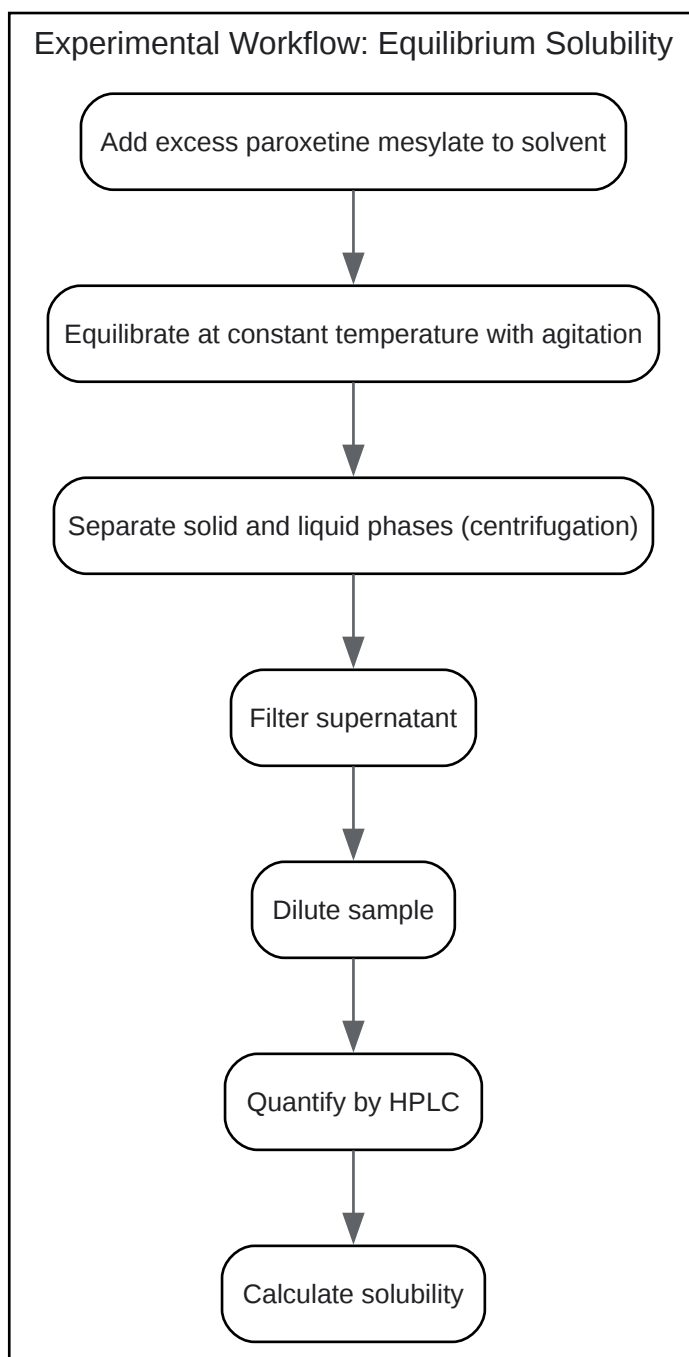 Experimental Workflow: Equilibrium Solubility
Add excess paroxetine mesylate to solvent
Equilibrate at constant temperature with agitation
Separate solid and liquid phases (centrifugation)
Filter supernatant
Dilute sample
Quantify by HPLC
Calculate solubility